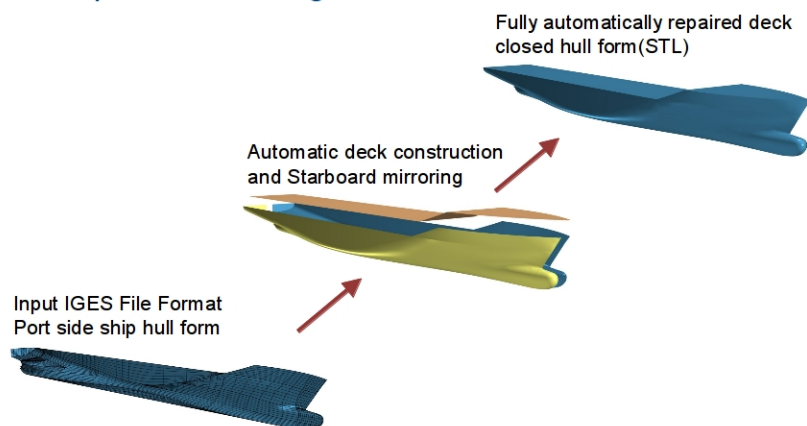 Fully automatically repaired deck
closed hull form(STL)
Automatic deck construction
and Starboard mirroring
Input IGES File Format
Port side ship hull form